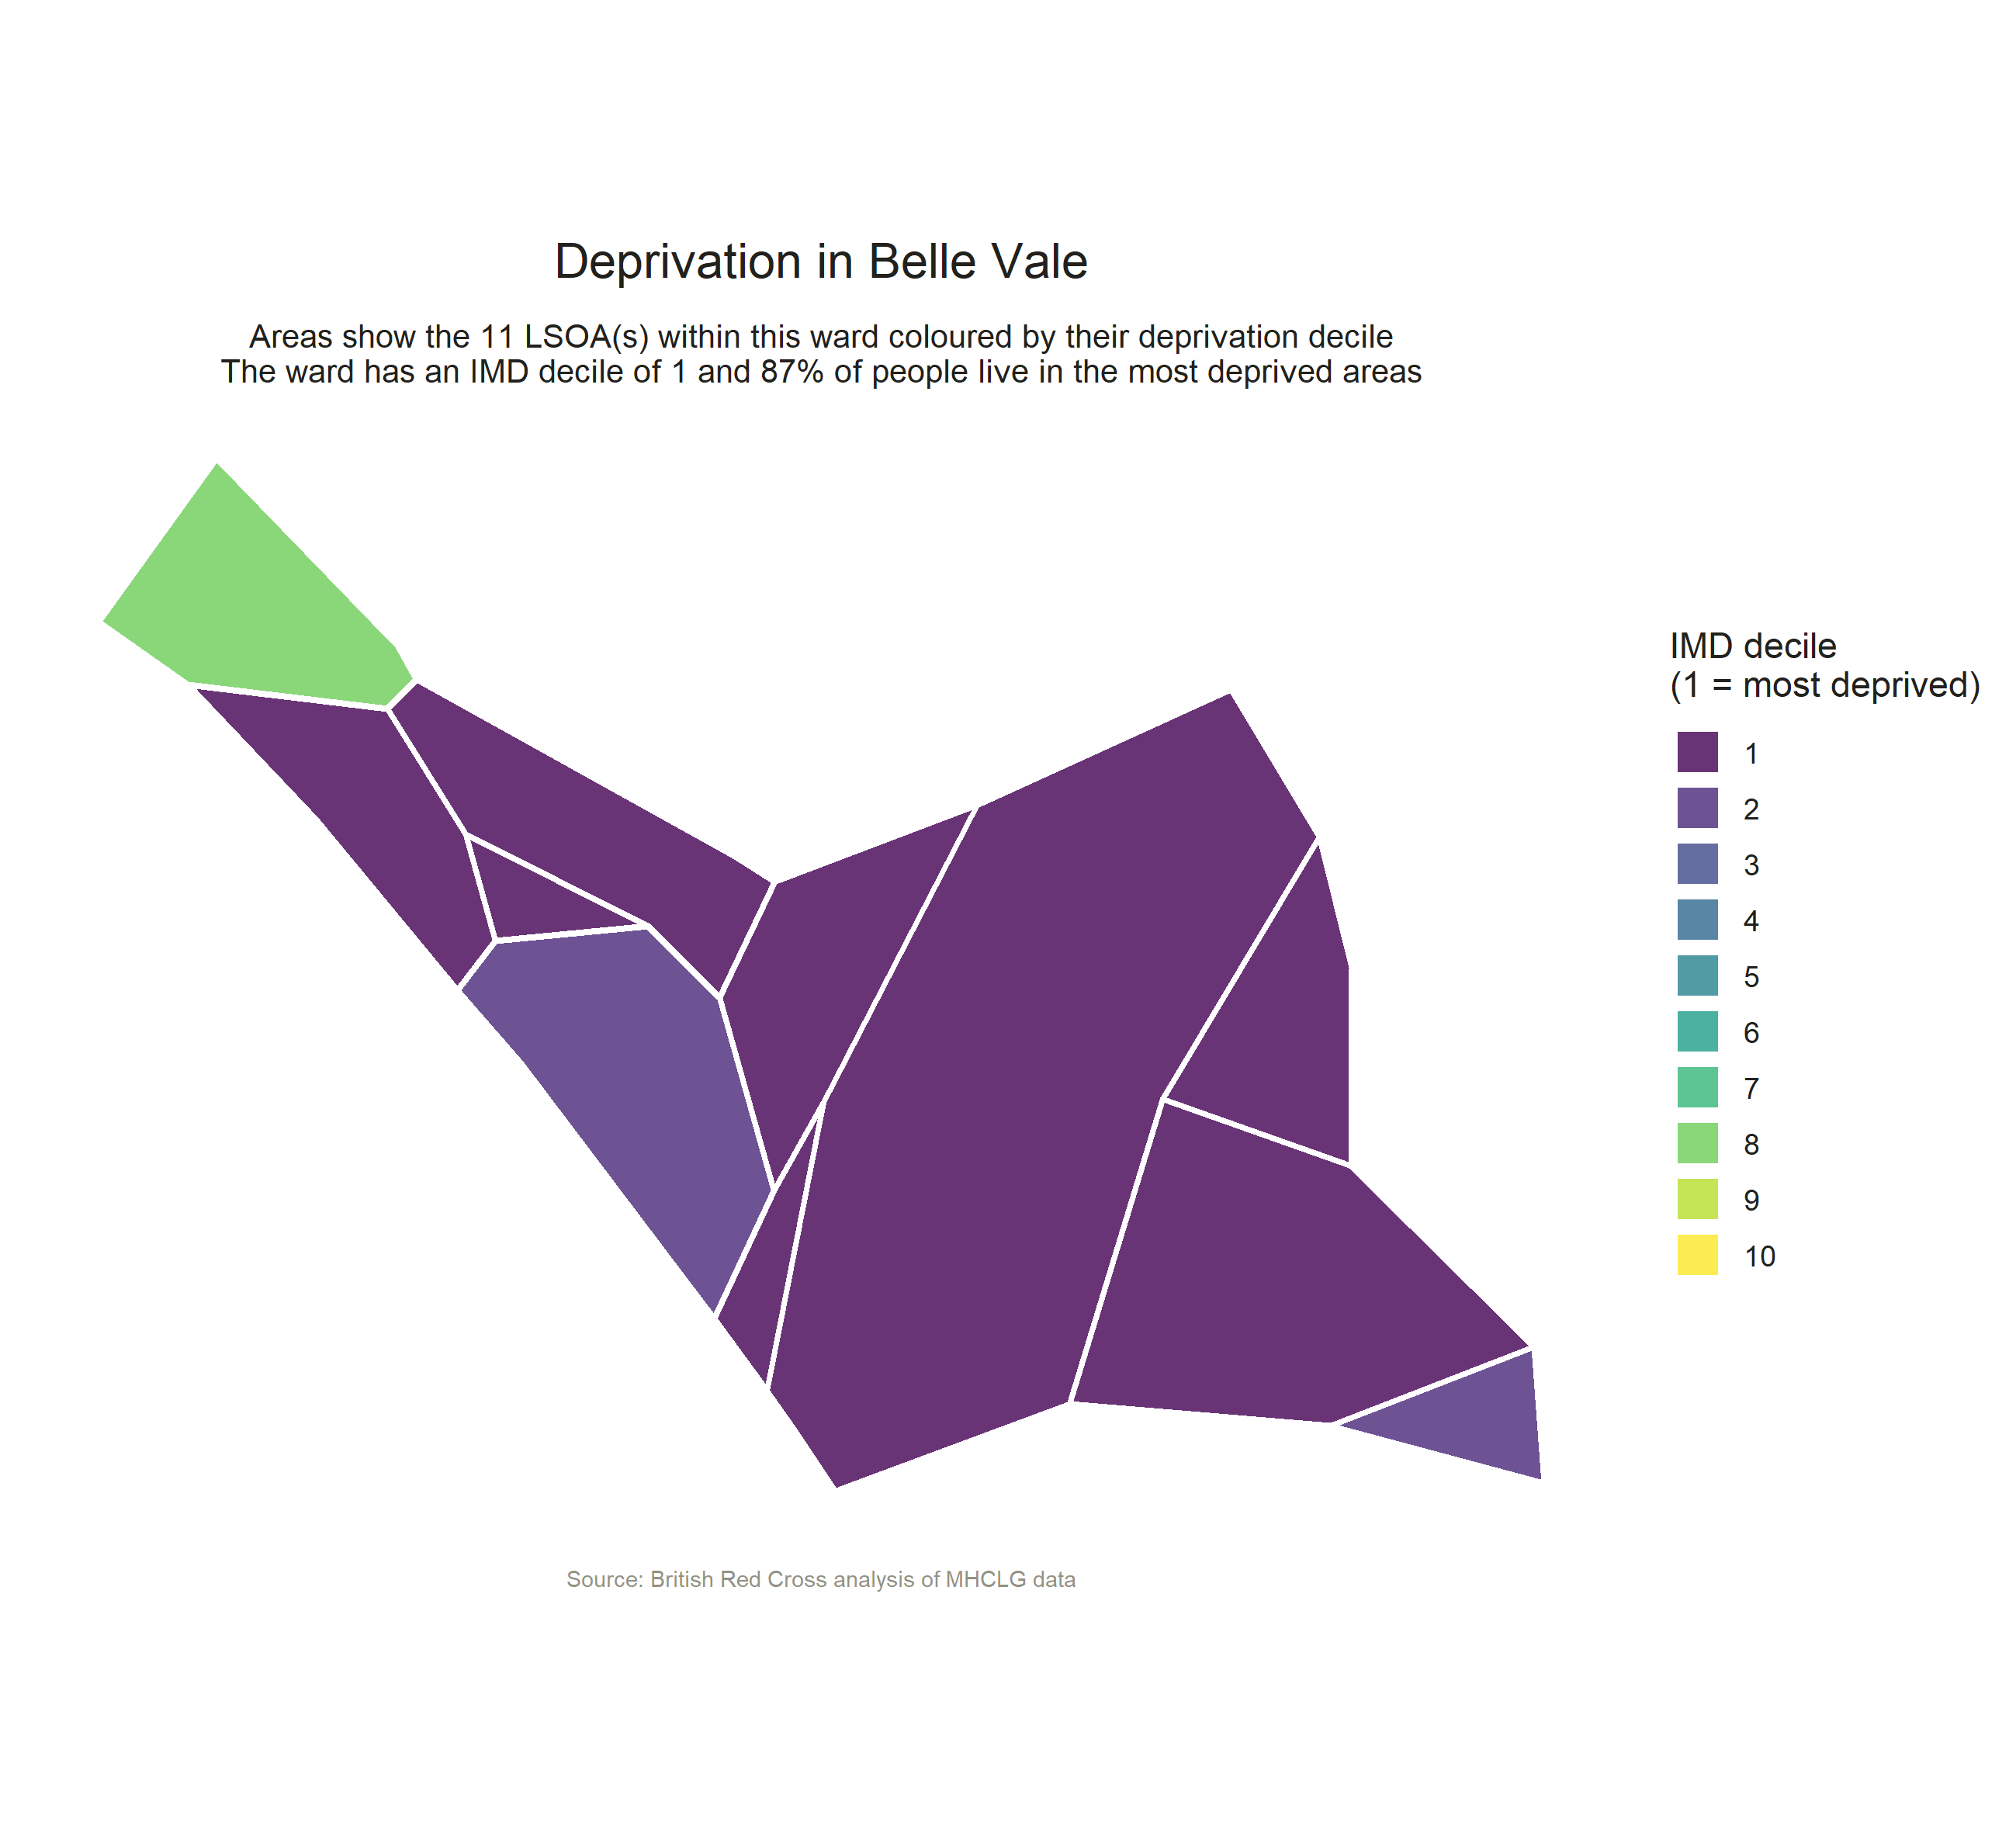 Deprivation in Belle Vale
Areas show the 11 LSOA(s) within this ward coloured by their deprivation decile
The ward has an IMD decile of 1 and 87% of people live in the most deprived areas
IMD decile
(1 = most deprived)
1
2
3
4
5
6
7
8
9
10
Source: British Red Cross analysis of MHCLG data